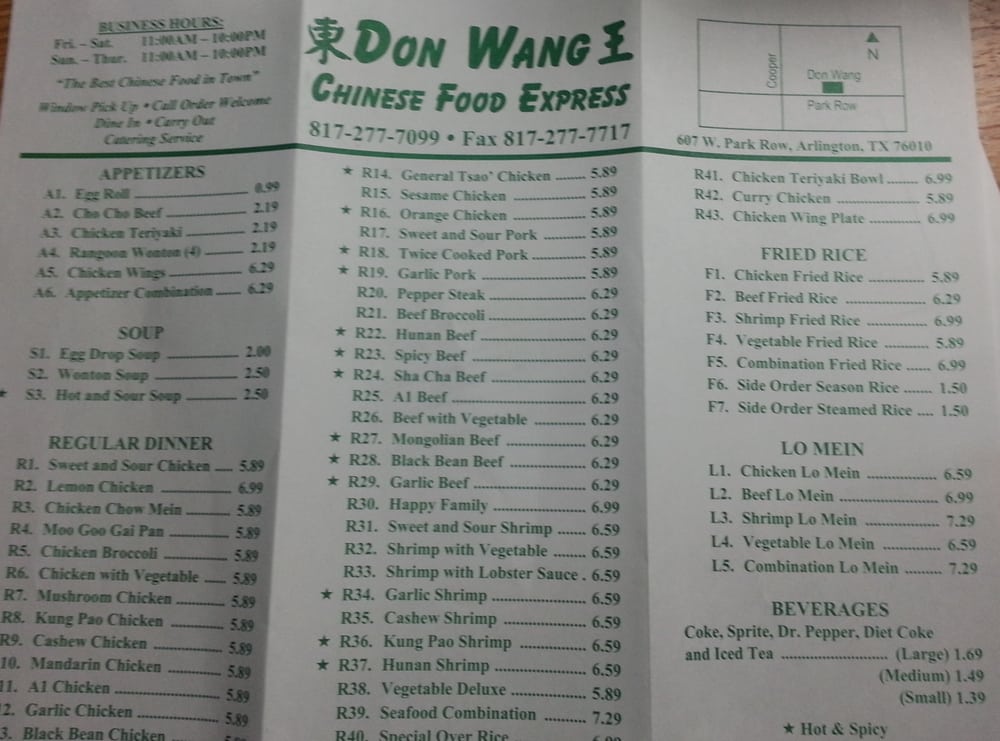 BUSINESS HOURS:
Fri. – Sat. 11:00AM – 10:00PM
Sun. – Thur. 11:00AM – 10:00PM
"The Best Chinese Food in Town"
Window Pick Up • Call Order Welcome
Dine In • Carry Out
Catering Service
東 DON WANG 王
CHINESE FOOD EXPRESS
817-277-7099 • Fax 817-277-7717
Cooper
N
Don Wang
Park Row
607 W. Park Row, Arlington, TX 76010
APPETIZERS
A1. Egg Roll 0.99
A2. Cho Cho Beef 2.19
A3. Chicken Teriyaki 2.19
A4. Rangoon Wonton (4) 2.19
A5. Chicken Wings 6.29
A6. Appetizer Combination 6.29
SOUP
S1. Egg Drop Soup 2.00
S2. Wonton Soup 2.50
★ S3. Hot and Sour Soup 2.50
REGULAR DINNER
R1. Sweet and Sour Chicken 5.89
R2. Lemon Chicken 6.99
R3. Chicken Chow Mein 5.89
R4. Moo Goo Gai Pan 5.89
R5. Chicken Broccoli 5.89
R6. Chicken with Vegetable 5.89
R7. Mushroom Chicken 5.89
R8. Kung Pao Chicken 5.89
R9. Cashew Chicken 5.89
10. Mandarin Chicken 5.89
11. A1 Chicken 5.89
2. Garlic Chicken 5.89
3. Black Bean Chicken
★ R14. General Tsao' Chicken 5.89
R15. Sesame Chicken 5.89
★ R16. Orange Chicken 5.89
R17. Sweet and Sour Pork 5.89
★ R18. Twice Cooked Pork 5.89
★ R19. Garlic Pork 5.89
R20. Pepper Steak 6.29
R21. Beef Broccoli 6.29
★ R22. Hunan Beef 6.29
★ R23. Spicy Beef 6.29
★ R24. Sha Cha Beef 6.29
R25. A1 Beef 6.29
R26. Beef with Vegetable 6.29
★ R27. Mongolian Beef 6.29
★ R28. Black Bean Beef 6.29
★ R29. Garlic Beef 6.29
R30. Happy Family 6.99
R31. Sweet and Sour Shrimp 6.59
R32. Shrimp with Vegetable 6.59
R33. Shrimp with Lobster Sauce . 6.59
★ R34. Garlic Shrimp 6.59
R35. Cashew Shrimp 6.59
★ R36. Kung Pao Shrimp 6.59
★ R37. Hunan Shrimp 6.59
R38. Vegetable Deluxe 5.89
R39. Seafood Combination 7.29
R40. Special Over Rice 6.99
R41. Chicken Teriyaki Bowl 6.99
R42. Curry Chicken 5.89
R43. Chicken Wing Plate 6.99
FRIED RICE
F1. Chicken Fried Rice 5.89
F2. Beef Fried Rice 6.29
F3. Shrimp Fried Rice 6.99
F4. Vegetable Fried Rice 5.89
F5. Combination Fried Rice 6.99
F6. Side Order Season Rice 1.50
F7. Side Order Steamed Rice 1.50
LO MEIN
L1. Chicken Lo Mein 6.59
L2. Beef Lo Mein 6.99
L3. Shrimp Lo Mein 7.29
L4. Vegetable Lo Mein 6.59
L5. Combination Lo Mein 7.29
BEVERAGES
Coke, Sprite, Dr. Pepper, Diet Coke
and Iced Tea (Large) 1.69
(Medium) 1.49
(Small) 1.39
★ Hot & Spicy